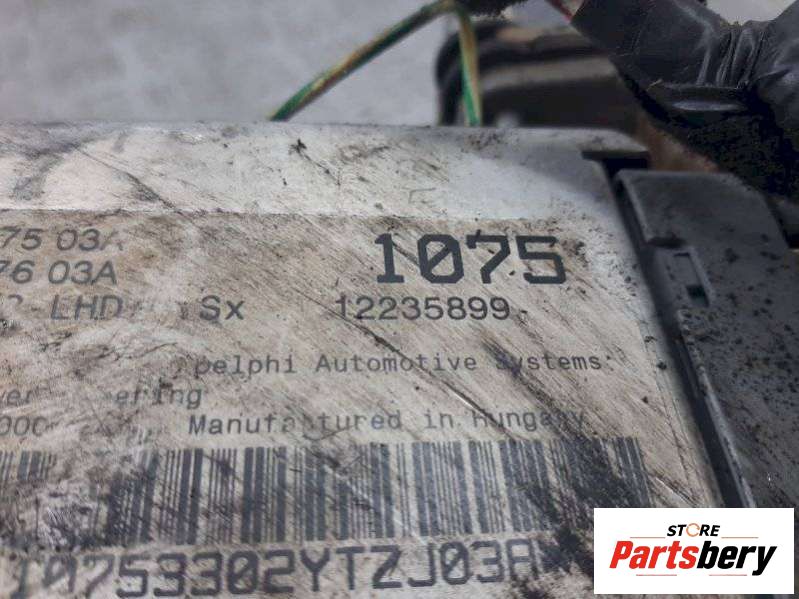 75 03A
76 03A
1075
LHD Sx 12235899
Delphi Automotive Systems
Manufactured in Hungary
10753302YTZJ03A
STORE
Partsbery